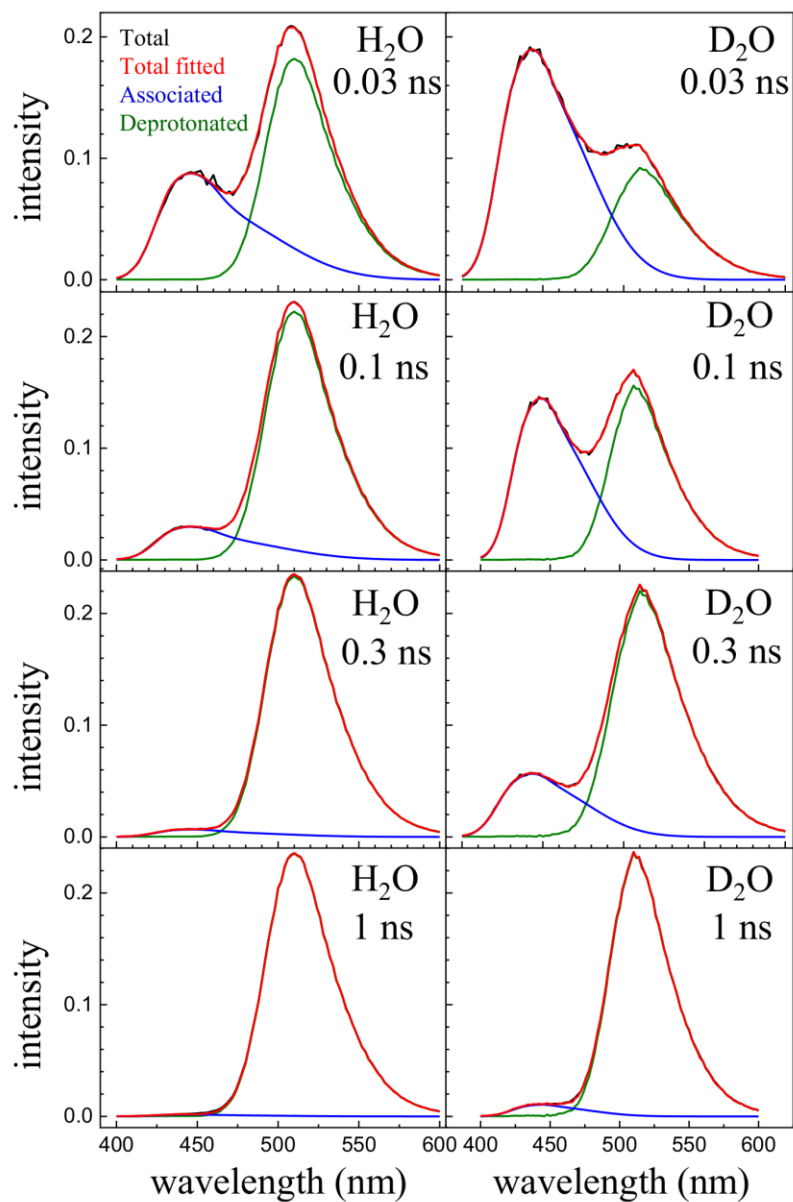 Total
Total fitted
Associated
Deprotonated
H₂O
0.03 ns
D₂O
0.03 ns
0.2
0.1
0.0
intensity
H₂O
0.1 ns
D₂O
0.1 ns
0.2
0.1
0.0
intensity
H₂O
0.3 ns
D₂O
0.3 ns
0.2
0.1
0.0
intensity
H₂O
1 ns
D₂O
1 ns
0.2
0.1
0.0
intensity
400 450 500 550 600 400 450 500 550 600
wavelength (nm) wavelength (nm)